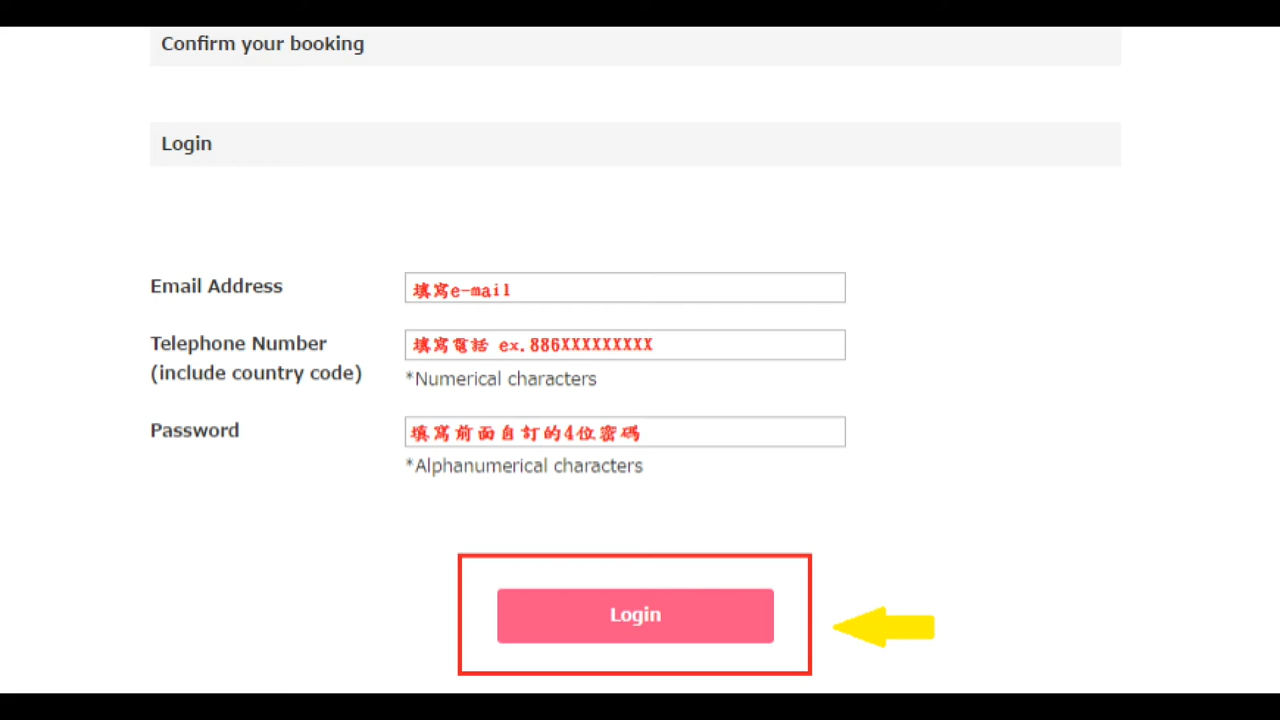 Confirm your booking
Login
Email Address
填寫e-mail
Telephone Number
(include country code)
填寫電話 ex.886XXXXXXXXX
*Numerical characters
Password
填寫前面自訂的4位密碼
*Alphanumerical characters
Login